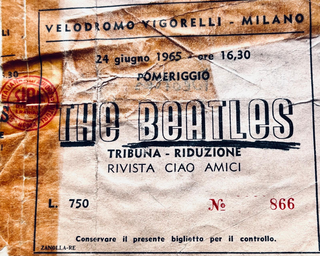 VELODROMO VIGORELLI - MILANO
24 giugno 1965 - ore 16,30
POMERIGGIO
THE BEATLES
TRIBUNA - RIDUZIONE
RIVISTA CIAO AMICI
L. 750
№ 866
Conservare il presente biglietto per il controllo.
ZANOLLA-RE